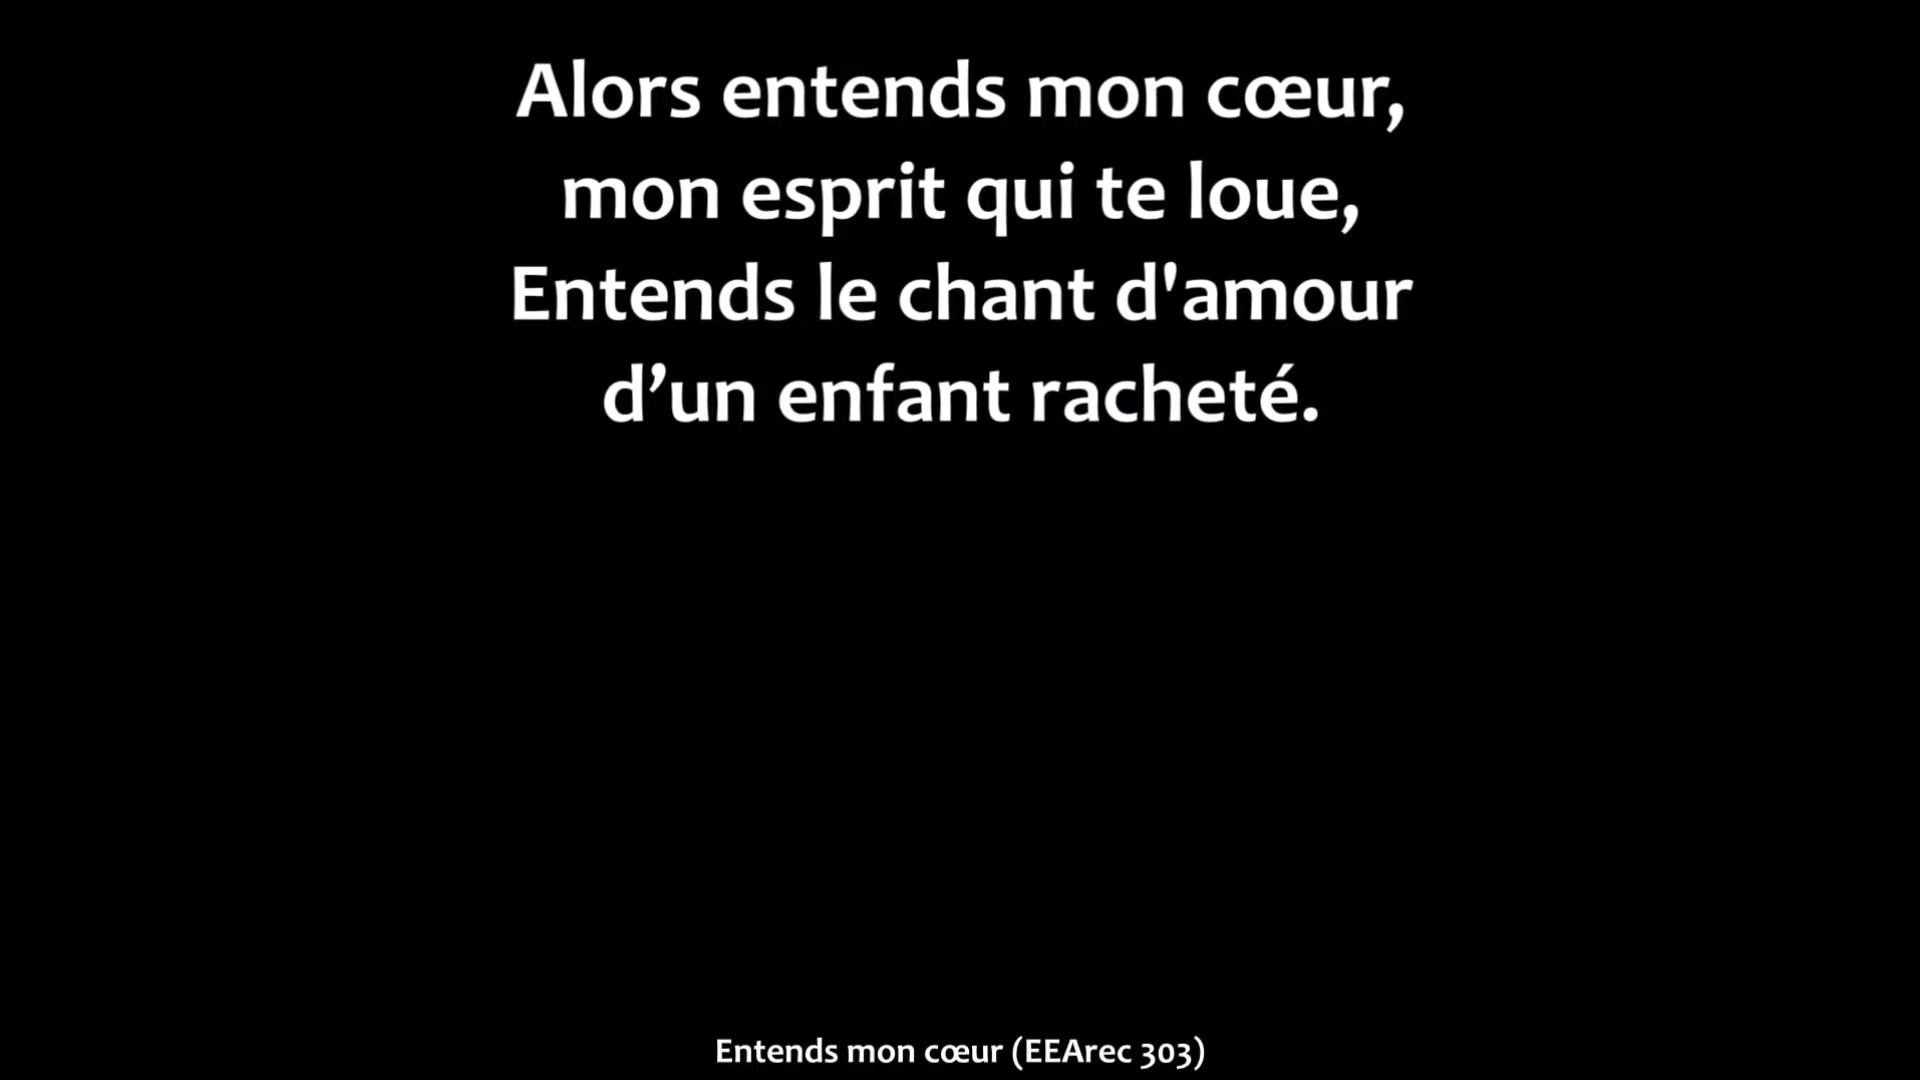 Alors entends mon cœur,
mon esprit qui te loue,
Entends le chant d'amour
d’un enfant racheté.
Entends mon cœur (EEArec 303)